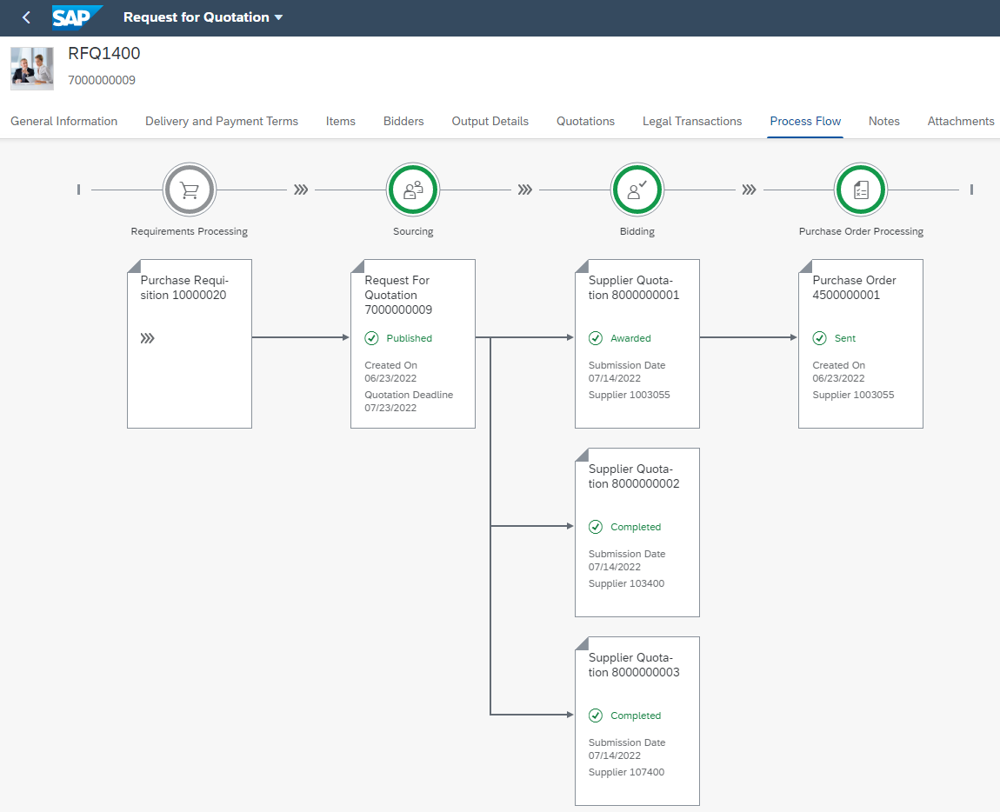 SAP
Request for Quotation
RFQ1400
7000000009
General Information
Delivery and Payment Terms
Items
Bidders
Output Details
Quotations
Legal Transactions
Process Flow
Notes
Attachments
Requirements Processing
Sourcing
Bidding
Purchase Order Processing
Purchase Requi-
sition 10000020
Request For
Quotation
7000000009
Published
Created On
06/23/2022
Quotation Deadline
07/23/2022
Supplier Quota-
tion 8000000001
Awarded
Submission Date
07/14/2022
Supplier 1003055
Purchase Order
4500000001
Sent
Created On
06/23/2022
Supplier 1003055
Supplier Quota-
tion 8000000002
Completed
Submission Date
07/14/2022
Supplier 103400
Supplier Quota-
tion 8000000003
Completed
Submission Date
07/14/2022
Supplier 107400